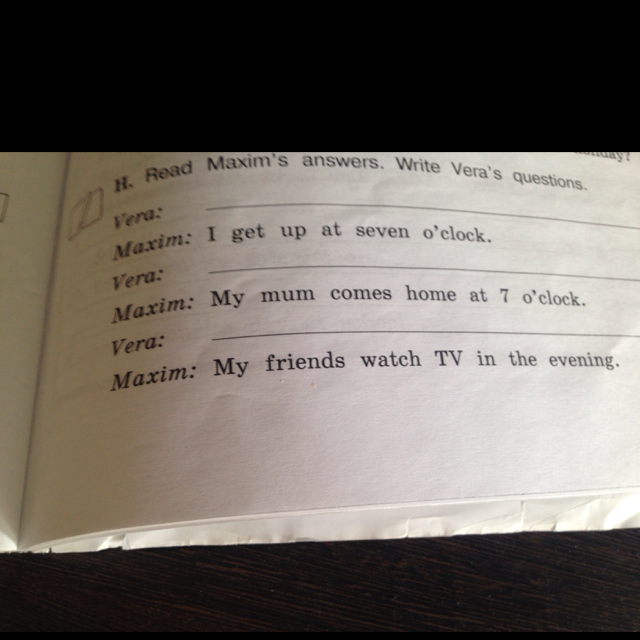 H. Read Maxim's answers. Write Vera's questions.
Vera:
Maxim: I get up at seven o'clock.
Vera:
Maxim: My mum comes home at 7 o'clock.
Vera:
Maxim: My friends watch TV in the evening.